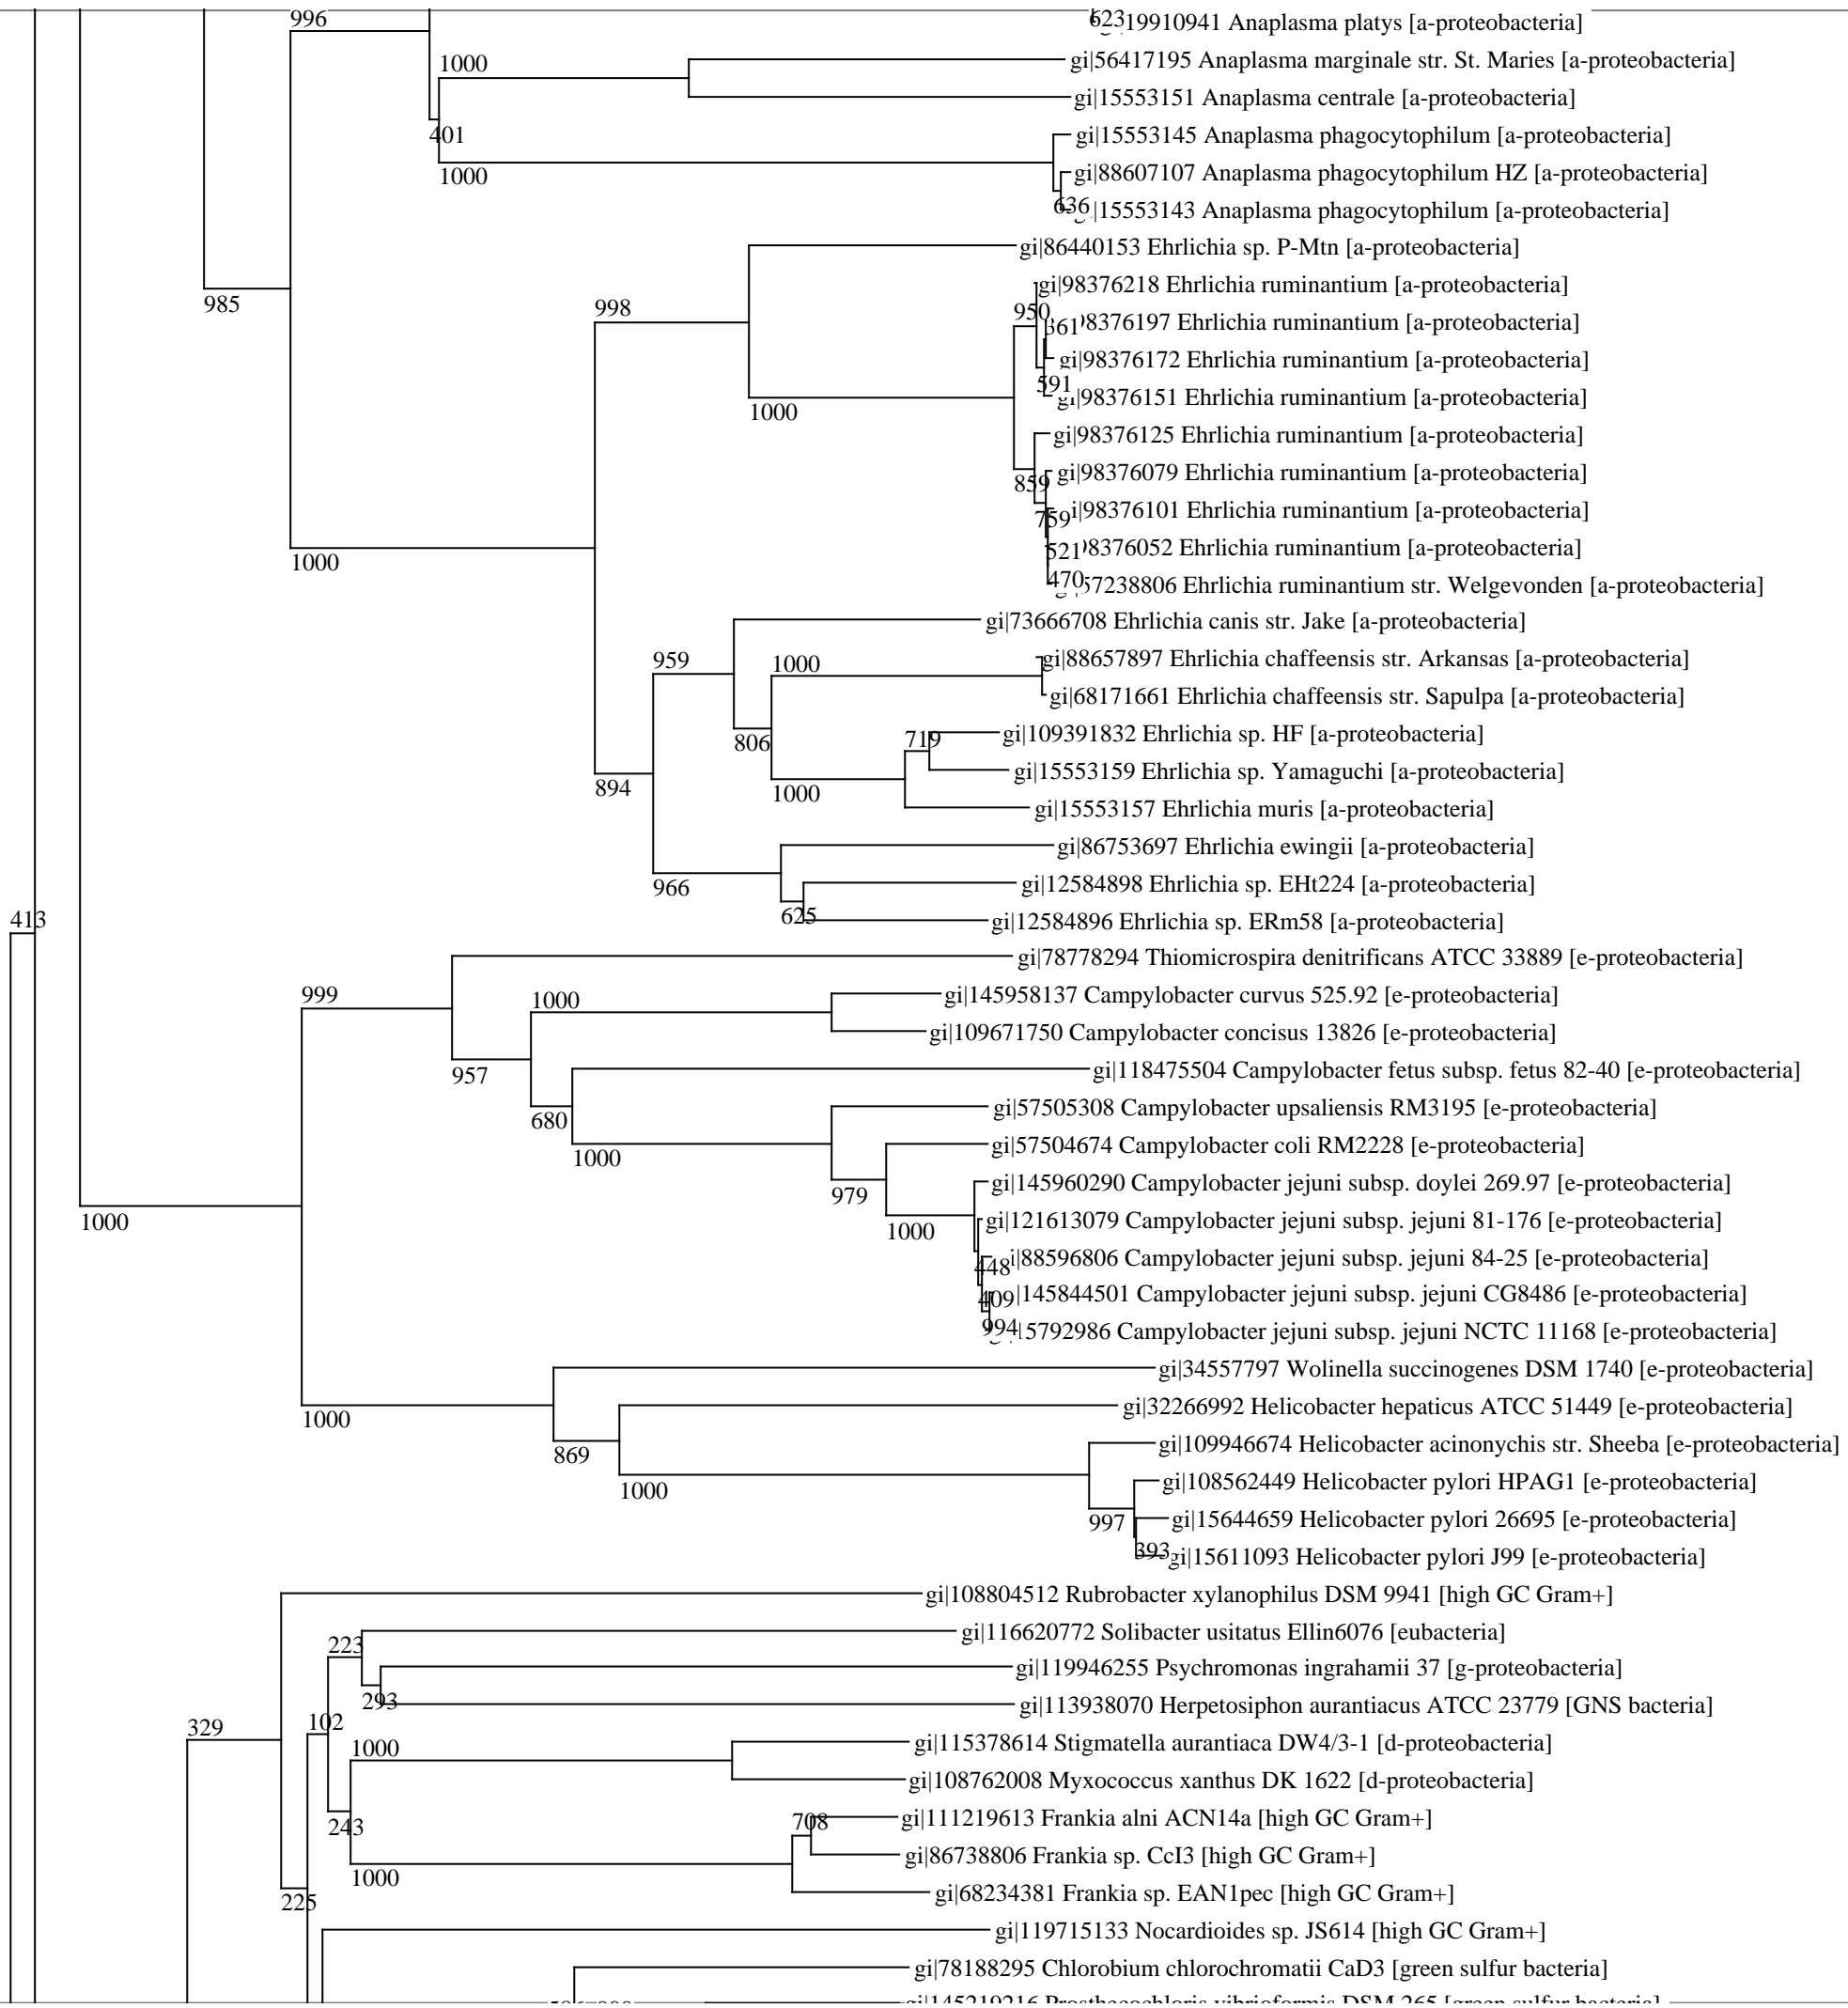 996
623 19910941 Anaplasma platys [a-proteobacteria]
gi|56417195 Anaplasma marginale str. St. Maries [a-proteobacteria]
1000
gi|15553151 Anaplasma centrale [a-proteobacteria]
401
gi|15553145 Anaplasma phagocytophilum [a-proteobacteria]
1000
gi|88607107 Anaplasma phagocytophilum HZ [a-proteobacteria]
636 |15553143 Anaplasma phagocytophilum [a-proteobacteria]
gi|86440153 Ehrlichia sp. P-Mtn [a-proteobacteria]
985
gi|98376218 Ehrlichia ruminantium [a-proteobacteria]
998
950
361 98376197 Ehrlichia ruminantium [a-proteobacteria]
gi|98376172 Ehrlichia ruminantium [a-proteobacteria]
591
gi|98376151 Ehrlichia ruminantium [a-proteobacteria]
1000
gi|98376125 Ehrlichia ruminantium [a-proteobacteria]
gi|98376079 Ehrlichia ruminantium [a-proteobacteria]
859
i|98376101 Ehrlichia ruminantium [a-proteobacteria]
759
521 98376052 Ehrlichia ruminantium [a-proteobacteria]
1000
470 57238806 Ehrlichia ruminantium str. Welgevonden [a-proteobacteria]
gi|73666708 Ehrlichia canis str. Jake [a-proteobacteria]
959
1000
gi|88657897 Ehrlichia chaffeensis str. Arkansas [a-proteobacteria]
gi|68171661 Ehrlichia chaffeensis str. Sapulpa [a-proteobacteria]
806
719
gi|109391832 Ehrlichia sp. HF [a-proteobacteria]
gi|15553159 Ehrlichia sp. Yamaguchi [a-proteobacteria]
894
1000
gi|15553157 Ehrlichia muris [a-proteobacteria]
gi|86753697 Ehrlichia ewingii [a-proteobacteria]
966
gi|12584898 Ehrlichia sp. EHt224 [a-proteobacteria]
413
625
gi|12584896 Ehrlichia sp. ERm58 [a-proteobacteria]
gi|78778294 Thiomicrospira denitrificans ATCC 33889 [e-proteobacteria]
999
1000
gi|145958137 Campylobacter curvus 525.92 [e-proteobacteria]
gi|109671750 Campylobacter concisus 13826 [e-proteobacteria]
957
gi|118475504 Campylobacter fetus subsp. fetus 82-40 [e-proteobacteria]
680
gi|57505308 Campylobacter upsaliensis RM3195 [e-proteobacteria]
1000
gi|57504674 Campylobacter coli RM2228 [e-proteobacteria]
979
gi|145960290 Campylobacter jejuni subsp. doylei 269.97 [e-proteobacteria]
1000
1000
gi|121613079 Campylobacter jejuni subsp. jejuni 81-176 [e-proteobacteria]
448
i|88596806 Campylobacter jejuni subsp. jejuni 84-25 [e-proteobacteria]
409 |145844501 Campylobacter jejuni subsp. jejuni CG8486 [e-proteobacteria]
994 15792986 Campylobacter jejuni subsp. jejuni NCTC 11168 [e-proteobacteria]
gi|34557797 Wolinella succinogenes DSM 1740 [e-proteobacteria]
1000
gi|32266992 Helicobacter hepaticus ATCC 51449 [e-proteobacteria]
869
gi|109946674 Helicobacter acinonychis str. Sheeba [e-proteobacteria]
1000
gi|108562449 Helicobacter pylori HPAG1 [e-proteobacteria]
997
gi|15644659 Helicobacter pylori 26695 [e-proteobacteria]
393
gi|15611093 Helicobacter pylori J99 [e-proteobacteria]
gi|108804512 Rubrobacter xylanophilus DSM 9941 [high GC Gram+]
223
gi|116620772 Solibacter usitatus Ellin6076 [eubacteria]
gi|119946255 Psychromonas ingrahamii 37 [g-proteobacteria]
293
gi|113938070 Herpetosiphon aurantiacus ATCC 23779 [GNS bacteria]
329
102
1000
gi|115378614 Stigmatella aurantiaca DW4/3-1 [d-proteobacteria]
gi|108762008 Myxococcus xanthus DK 1622 [d-proteobacteria]
243
708
gi|111219613 Frankia alni ACN14a [high GC Gram+]
gi|86738806 Frankia sp. CcI3 [high GC Gram+]
1000
225
gi|68234381 Frankia sp. EAN1pec [high GC Gram+]
gi|119715133 Nocardioides sp. JS614 [high GC Gram+]
gi|78188295 Chlorobium chlorochromatii CaD3 [green sulfur bacteria]
gi|145219216 Prosthecochloris vibrioformis DSM 265 [green sulfur bacteria]